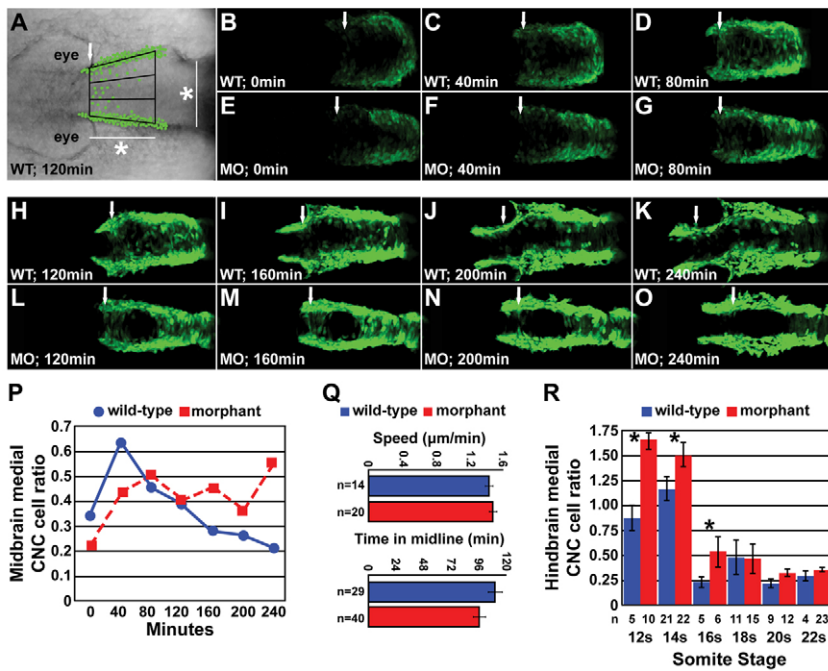 A
eye
eye
*
*
WT; 120min
B
WT; 0min
C
WT; 40min
D
WT; 80min
E
MO; 0min
F
MO; 40min
G
MO; 80min
H
WT; 120min
I
WT; 160min
J
WT; 200min
K
WT; 240min
L
MO; 120min
M
MO; 160min
N
MO; 200min
O
MO; 240min
P
wild-type morphant
Midbrain medial
CNC cell ratio
0.7
0.6
0.5
0.4
0.3
0.2
0.1
0
0 40 80 120 160 200 240
Minutes
Q
wild-type morphant
Speed (µm/min)
0 0.4 0.8 1.2 1.6
n=14
n=20
Time in midline (min)
0 24 48 72 96 120
n=29
n=40
R
wild-type morphant
Hindbrain medial
CNC cell ratio
1.75
1.50
1.25
1.00
0.75
0.50
0.25
* * *
n 5 10 21 22 5 6 11 15 9 12 4 23
12s 14s 16s 18s 20s 22s
Somite Stage